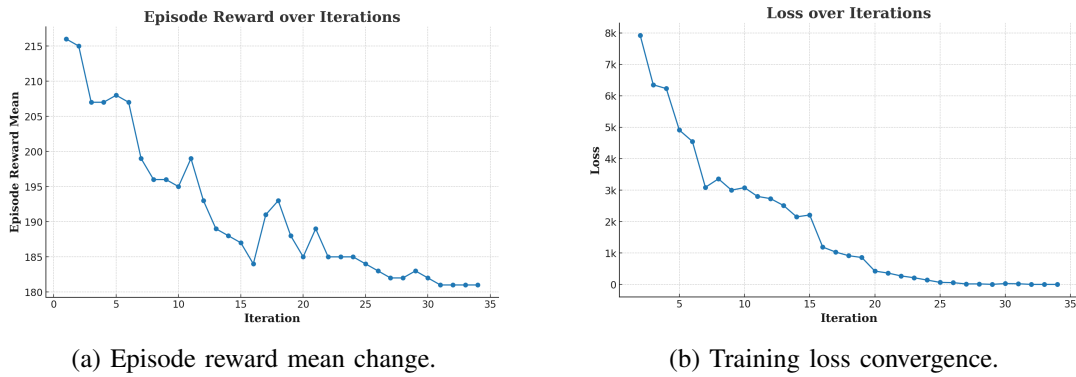 Episode Reward over Iterations
Episode Reward Mean
215
210
205
200
195
190
185
180
0 5 10 15 20 25 30 35
Iteration
(a) Episode reward mean change.
Loss over Iterations
Loss
8k
7k
6k
5k
4k
3k
2k
1k
0
5 10 15 20 25 30 35
Iteration
(b) Training loss convergence.